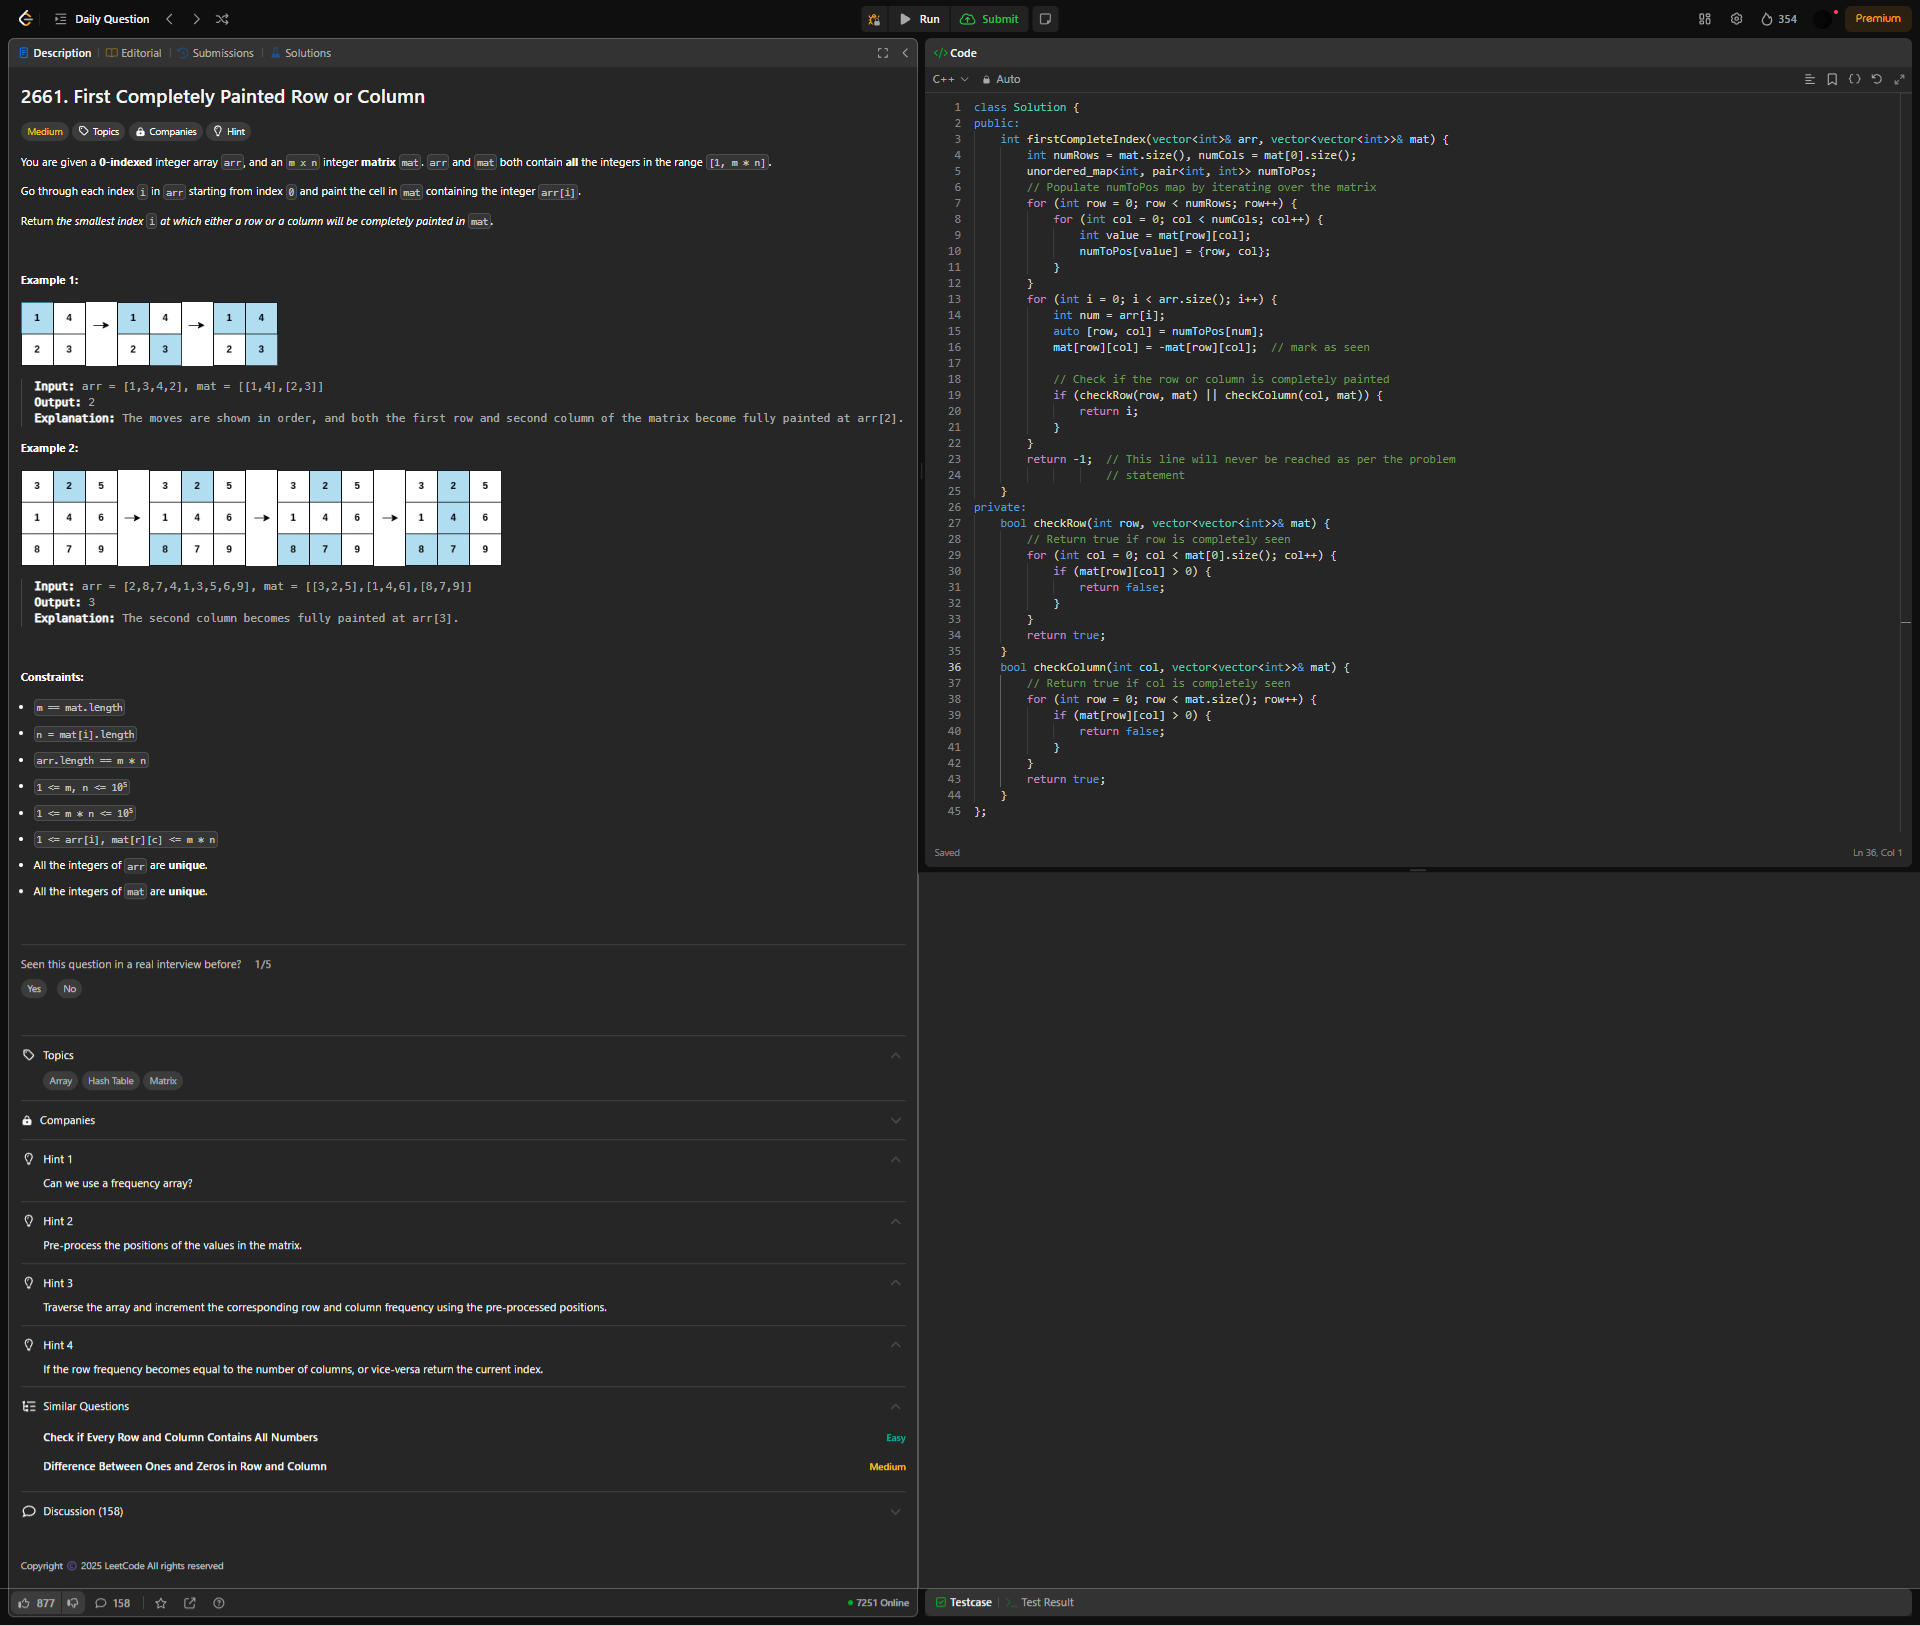 Daily Question
Run
Submit
354
Premium
Description
Editorial
Submissions
Solutions
2661. First Completely Painted Row or Column
Medium
Topics
Companies
Hint
You are given a 0-indexed integer array arr, and an m x n integer matrix mat. arr and mat both contain all the integers in the range [1, m * n].
Go through each index i in arr starting from index 0 and paint the cell in mat containing the integer arr[i].
Return the smallest index i at which either a row or a column will be completely painted in mat.
Example 1:
1 4 → 1 4 → 1 4
2 3 2 3 2 3
Input: arr = [1,3,4,2], mat = [[1,4],[2,3]]
Output: 2
Explanation: The moves are shown in order, and both the first row and second column of the matrix become fully painted at arr[2].
Example 2:
3 2 5 3 2 5 3 2 5 3 2 5
1 4 6 → 1 4 6 → 1 4 6 → 1 4 6
8 7 9 8 7 9 8 7 9 8 7 9
Input: arr = [2,8,7,4,1,3,5,6,9], mat = [[3,2,5],[1,4,6],[8,7,9]]
Output: 3
Explanation: The second column becomes fully painted at arr[3].
Constraints:
m == mat.length
n = mat[i].length
arr.length == m * n
1 <= m, n <= 10⁵
1 <= m * n <= 10⁵
1 <= arr[i], mat[r][c] <= m * n
All the integers of arr are unique.
All the integers of mat are unique.
Seen this question in a real interview before? 1/5
Yes No
Topics
Array Hash Table Matrix
Companies
Hint 1
Can we use a frequency array?
Hint 2
Pre-process the positions of the values in the matrix.
Hint 3
Traverse the array and increment the corresponding row and column frequency using the pre-processed positions.
Hint 4
If the row frequency becomes equal to the number of columns, or vice-versa return the current index.
Similar Questions
Check if Every Row and Column Contains All Numbers Easy
Difference Between Ones and Zeros in Row and Column Medium
Discussion (158)
Copyright © 2025 LeetCode All rights reserved
877
158
7251 Online
</> Code
C++ Auto
1 class Solution {
2 public:
3     int firstCompleteIndex(vector<int>& arr, vector<vector<int>>& mat) {
4         int numRows = mat.size(), numCols = mat[0].size();
5         unordered_map<int, pair<int, int>> numToPos;
6         // Populate numToPos map by iterating over the matrix
7         for (int row = 0; row < numRows; row++) {
8             for (int col = 0; col < numCols; col++) {
9                 int value = mat[row][col];
10                 numToPos[value] = {row, col};
11             }
12         }
13         for (int i = 0; i < arr.size(); i++) {
14             int num = arr[i];
15             auto [row, col] = numToPos[num];
16             mat[row][col] = -mat[row][col];  // mark as seen
17
18             // Check if the row or column is completely painted
19             if (checkRow(row, mat) || checkColumn(col, mat)) {
20                 return i;
21             }
22         }
23         return -1;  // This line will never be reached as per the problem
24                     // statement
25     }
26 private:
27     bool checkRow(int row, vector<vector<int>>& mat) {
28         // Return true if row is completely seen
29         for (int col = 0; col < mat[0].size(); col++) {
30             if (mat[row][col] > 0) {
31                 return false;
32             }
33         }
34         return true;
35     }
36     bool checkColumn(int col, vector<vector<int>>& mat) {
37         // Return true if col is completely seen
38         for (int row = 0; row < mat.size(); row++) {
39             if (mat[row][col] > 0) {
40                 return false;
41             }
42         }
43         return true;
44     }
45 };
Saved
Ln 36, Col 1
Testcase
Test Result